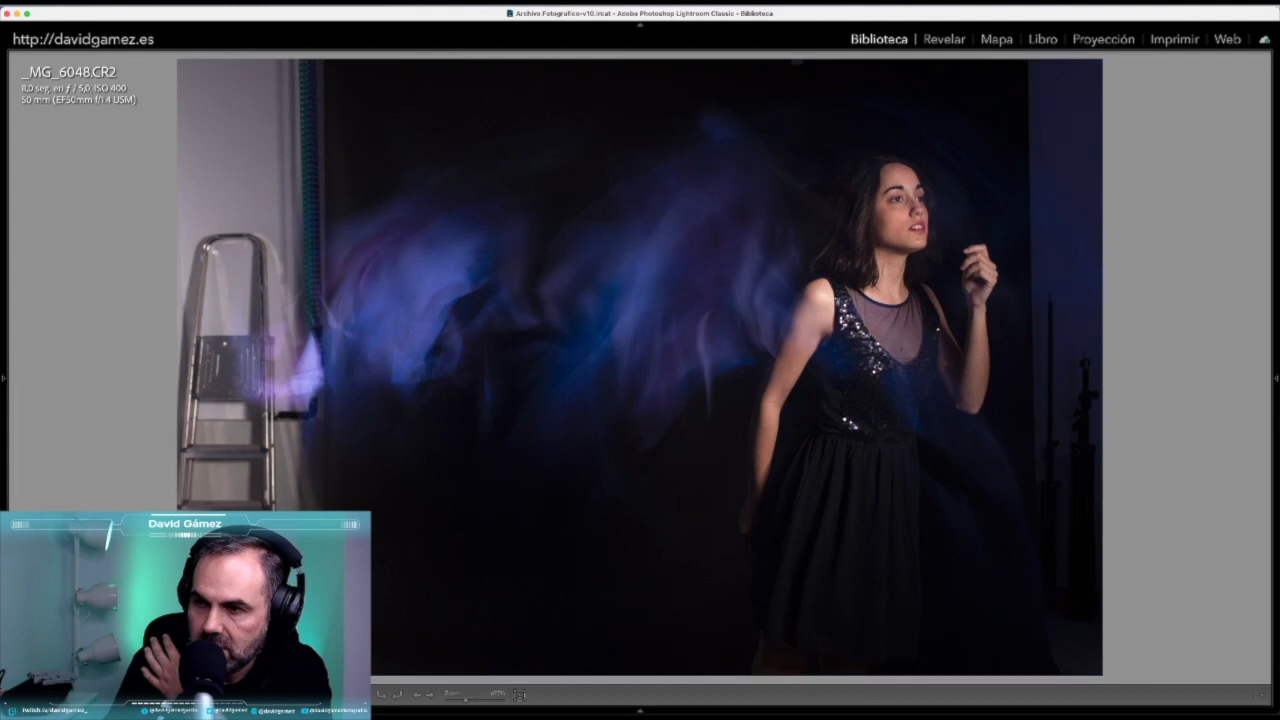 Archivo Fotografico-v10.lrcat - Adobe Photoshop Lightroom Classic - Biblioteca
http://davidgamez.es
Biblioteca | Revelar | Mapa | Libro | Proyección | Imprimir | Web
_MG_6048.CR2
8,0 seg. en ƒ / 5,0, ISO 400
50 mm (EF50mm f/1.4 USM)
David Gámez
Zoom